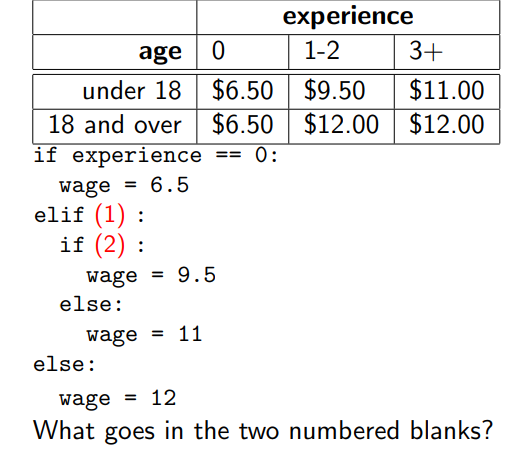 experience
age 0 1-2 3+
under 18 $6.50 $9.50 $11.00
18 and over $6.50 $12.00 $12.00
if experience == 0:
wage = 6.5
elif (1) :
if (2) :
wage = 9.5
else:
wage = 11
else:
wage = 12
What goes in the two numbered blanks?